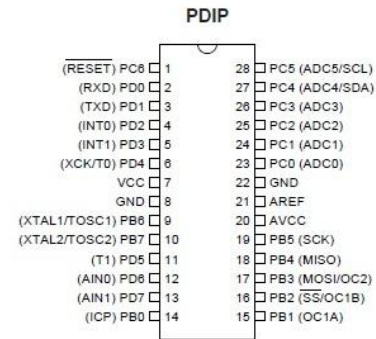 PDIP
(RESET) PC6 1 28 PC5 (ADC5/SCL)
(RXD) PD0 2 27 PC4 (ADC4/SDA)
(TXD) PD1 3 26 PC3 (ADC3)
(INT0) PD2 4 25 PC2 (ADC2)
(INT1) PD3 5 24 PC1 (ADC1)
(XCK/T0) PD4 6 23 PC0 (ADC0)
VCC 7 22 GND
GND 8 21 AREF
(XTAL1/TOSC1) PB6 9 20 AVCC
(XTAL2/TOSC2) PB7 10 19 PB5 (SCK)
(T1) PD5 11 18 PB4 (MISO)
(AIN0) PD6 12 17 PB3 (MOSI/OC2)
(AIN1) PD7 13 16 PB2 (SS/OC1B)
(ICP) PB0 14 15 PB1 (OC1A)